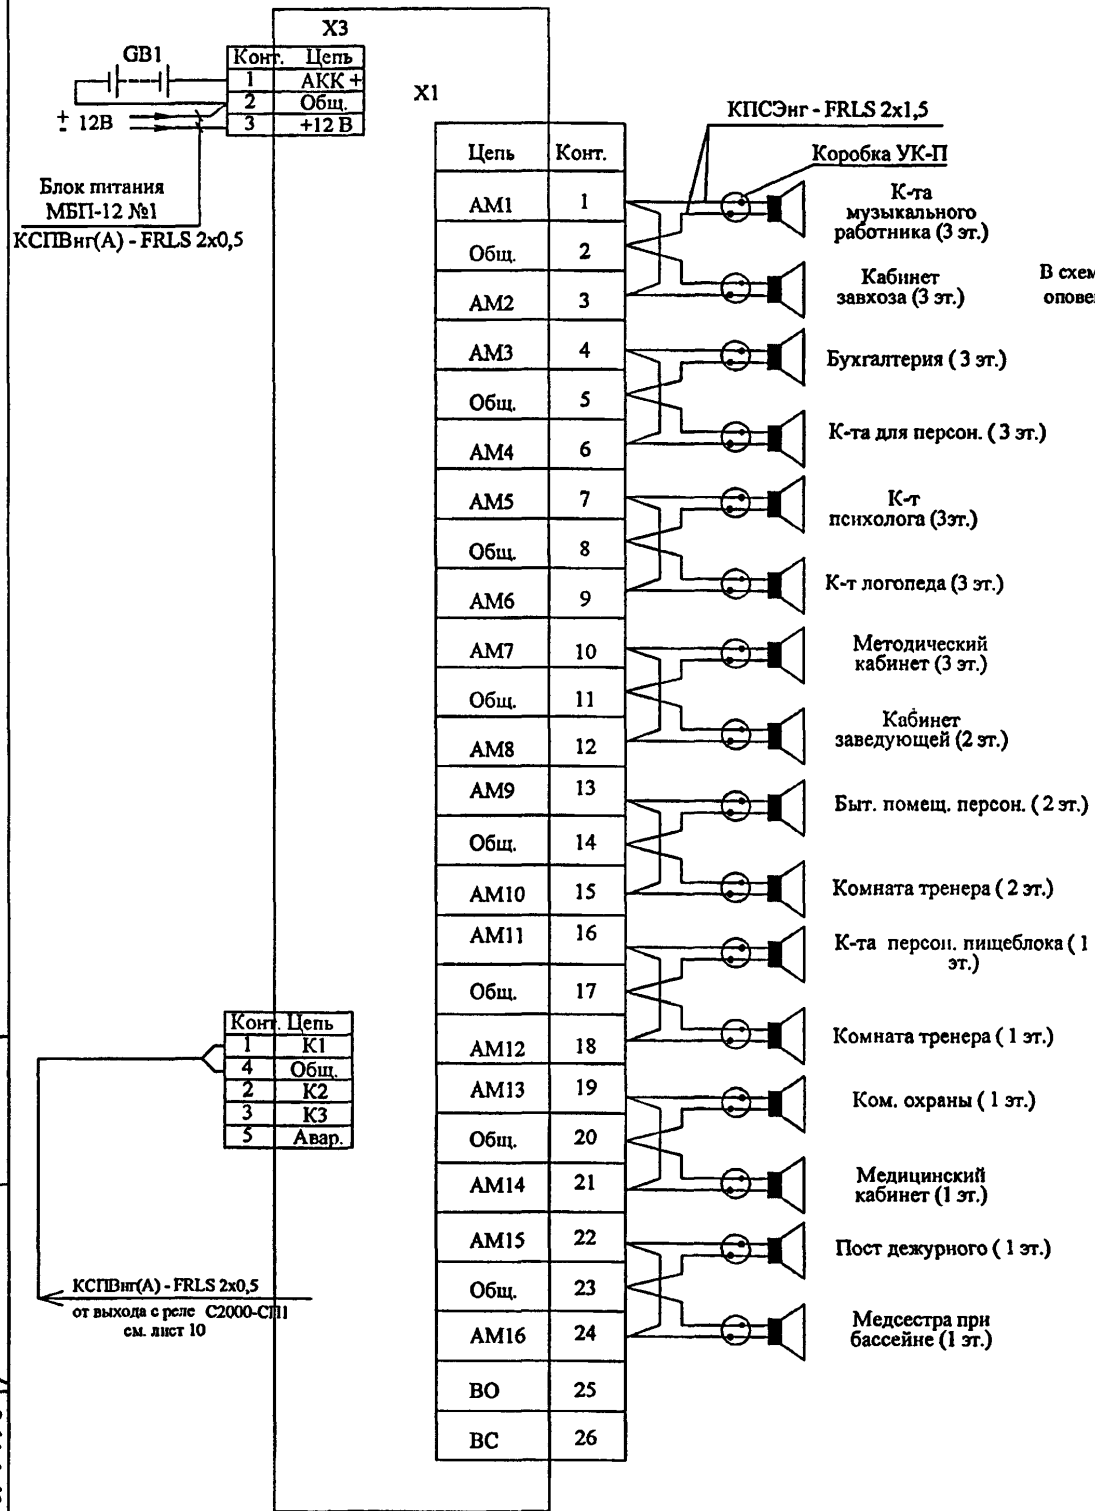 X3
GB1
Конт. Цепь
1 АКК +
2 Общ.
3 +12 В
± 12В
Блок питания
МБП-12 №1
КСПВнг(А) - FRLS 2x0,5
X1
КПСЭнг - FRLS 2x1,5
Коробка УК-П
Цепь Конт.
АМ1 1
Общ. 2
АМ2 3
АМ3 4
Общ. 5
АМ4 6
АМ5 7
Общ. 8
АМ6 9
АМ7 10
Общ. 11
АМ8 12
АМ9 13
Общ. 14
АМ10 15
АМ11 16
Общ. 17
АМ12 18
АМ13 19
Общ. 20
АМ14 21
АМ15 22
Общ. 23
АМ16 24
ВО 25
ВС 26
К-та
музыкального
работника (3 эт.)
Кабинет
завхоза (3 эт.)
В схем
опове
Бухгалтерия ( 3 эт.)
К-та для персон. ( 3 эт.)
К-т
психолога (3эт.)
К-т логопеда (3 эт.)
Методический
кабинет (3 эт.)
Кабинет
заведующей (2 эт.)
Быт. помещ. персон. ( 2 эт.)
Комната тренера ( 2 эт.)
К-та персон. пищеблока ( 1
эт.)
Комната тренера ( 1 эт.)
Ком. охраны ( 1 эт.)
Медицинский
кабинет (1 эт.)
Пост дежурного ( 1 эт.)
Медсестра при
бассейне (1 эт.)
Конт. Цепь
1 К1
4 Общ.
2 К2
3 К3
5 Авар.
КСПВнг(А) - FRLS 2x0,5
от выхода с реле С2000-СП1
см. лист 10